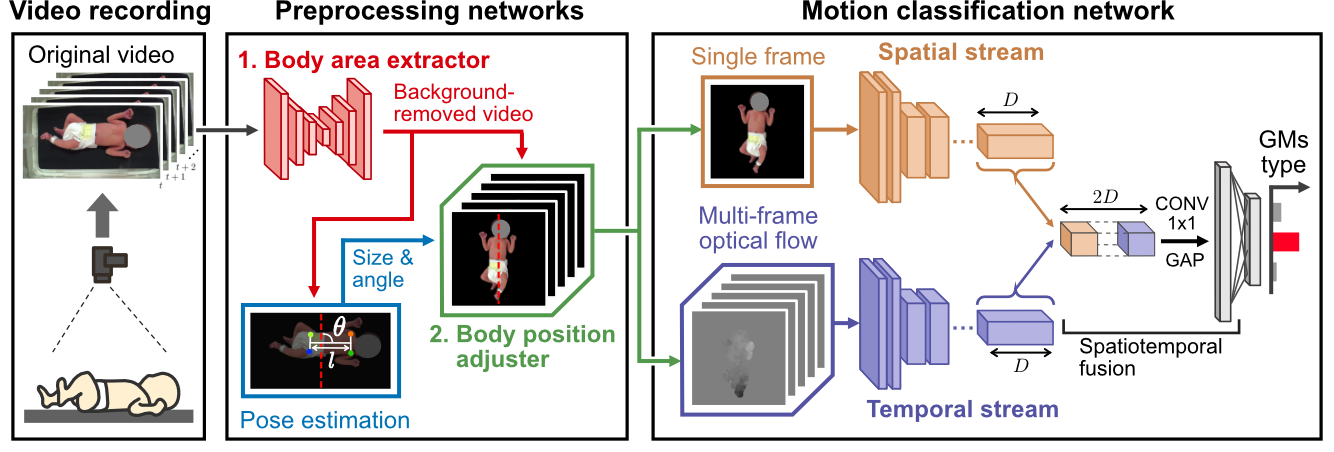 Video recording
Original video
t
t+1
t+2
Preprocessing networks
1. Body area extractor
Background-
removed video
Size &
angle
θ
l
Pose estimation
2. Body position
adjuster
Motion classification network
Single frame
Spatial stream
D
Multi-frame
optical flow
Temporal stream
D
2D
CONV
1x1
GAP
Spatiotemporal
fusion
GMs
type